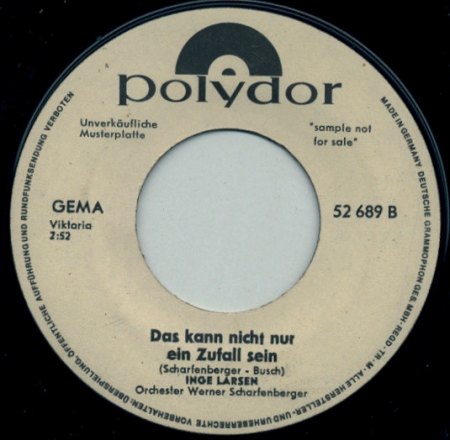 polydor
Unverkäufliche
Musterplatte
"sample not
for sale"
GEMA
Viktoria
2:52
52 689 B
Das kann nicht nur
ein Zufall sein
(Scharfenberger - Busch)
INGE LARSEN
Orchester Werner Scharfenberger
MADE IN GERMANY DEUTSCHE GRAMMOPHON GES. MBH · REGD · TR · M · ALLE HERSTELLER- UND URHEBERRECHTE VORBEHALTEN: ÜBERSPIELUNG, ÖFFENTLICHE AUFFÜHRUNG UND RUNDFUNKSENDUNG VERBOTEN